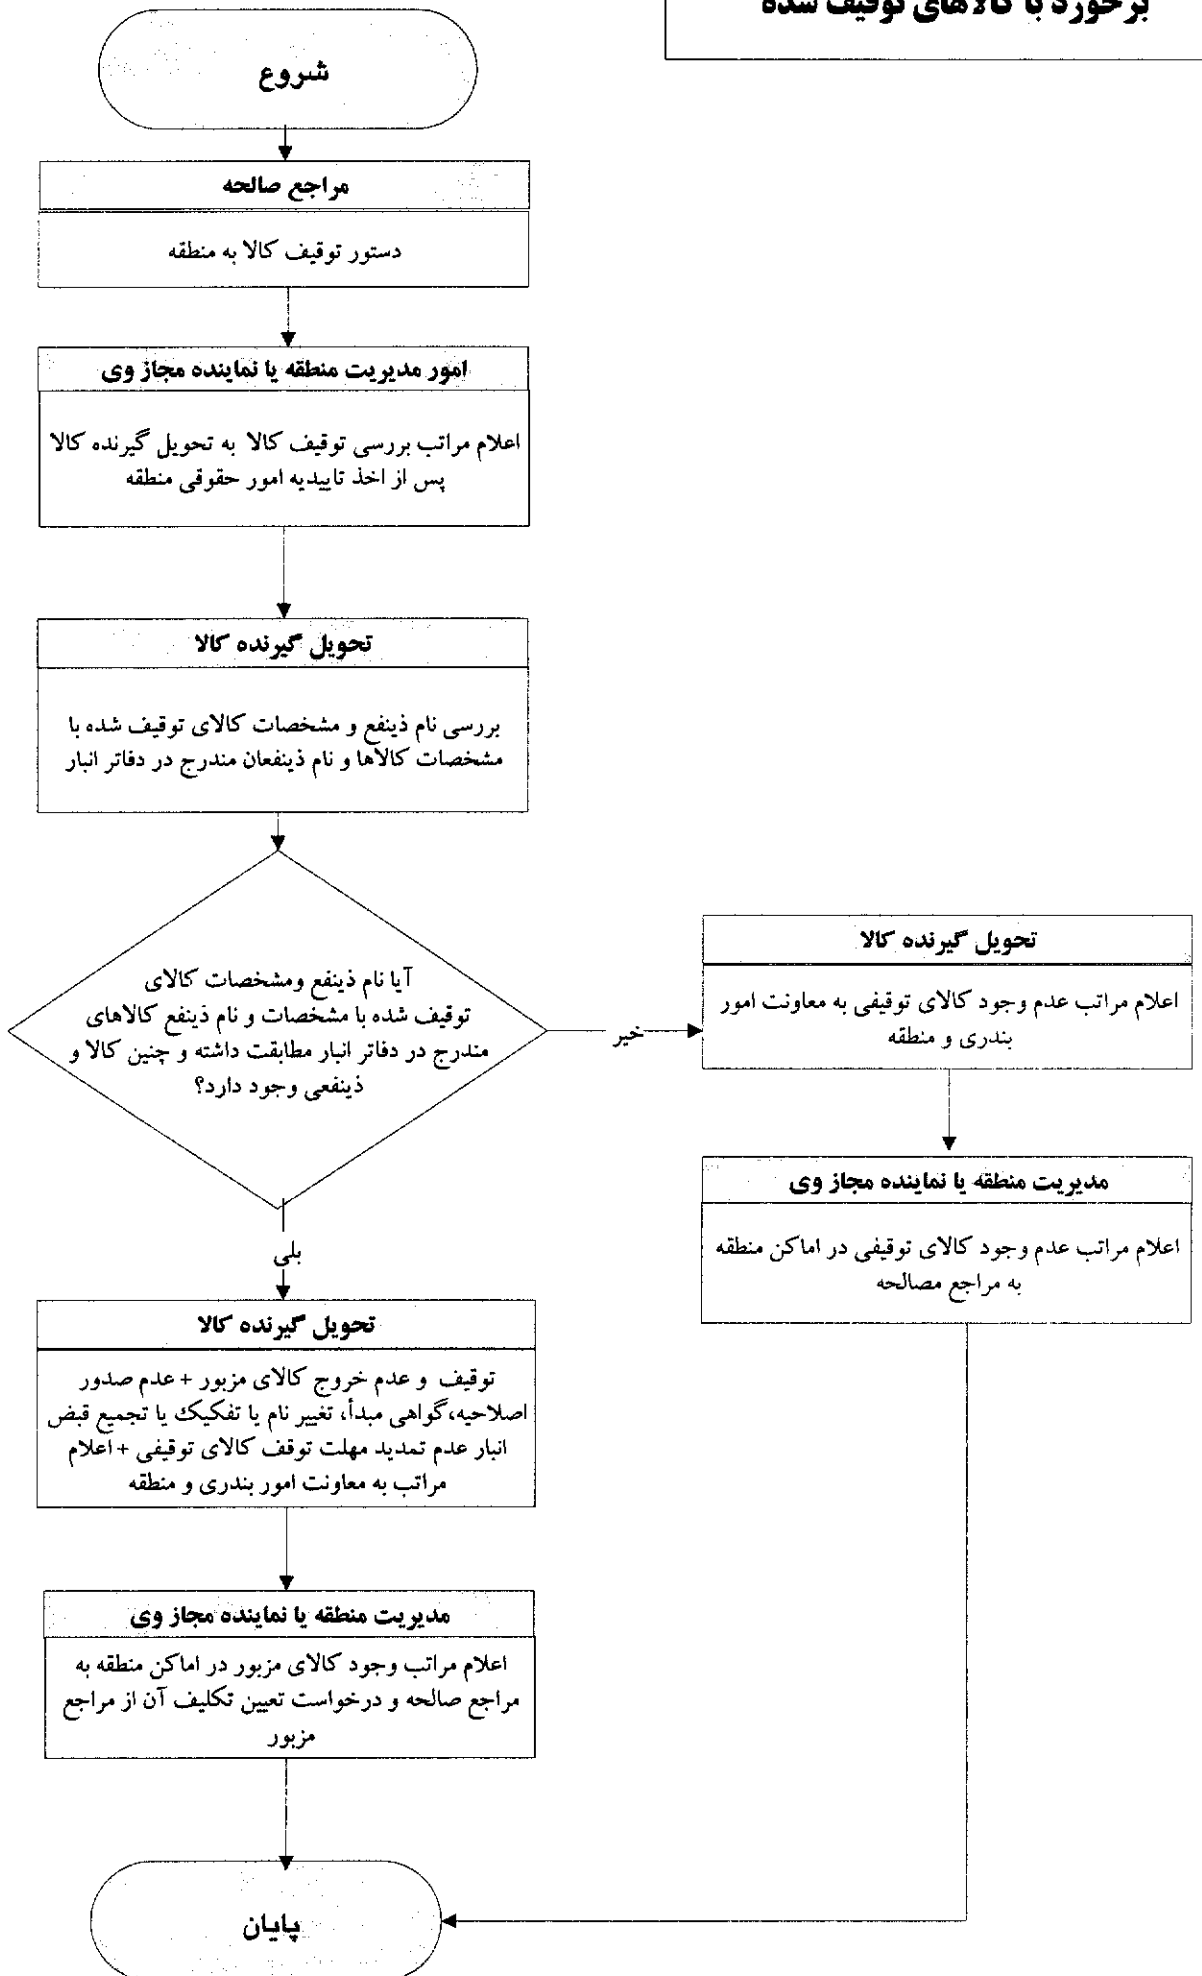 برخورد با کالاهای توقیف شده
شروع
مراجع صالحه
دستور توقیف کالا به منطقه
امور مدیریت منطقه یا نماینده مجاز وی
اعلام مراتب بررسی توقیف کالا به تحویل گیرنده کالا
پس از اخذ تاییدیه امور حقوقی منطقه
تحویل گیرنده کالا
بررسی نام ذینفع و مشخصات کالای توقیف شده با
مشخصات کالاها و نام ذینفعان مندرج در دفاتر انبار
آیا نام ذینفع ومشخصات کالای
توقیف شده با مشخصات و نام ذینفع کالاهای
مندرج در دفاتر انبار مطابقت داشته و چنین کالا و
ذینفعی وجود دارد؟
خیر
تحویل گیرنده کالا
اعلام مراتب عدم وجود کالای توقیفی به معاونت امور
بندری و منطقه
مدیریت منطقه یا نماینده مجاز وی
اعلام مراتب عدم وجود کالای توقیفی در اماکن منطقه
به مراجع مصالحه
بلی
تحویل گیرنده کالا
توقیف و عدم خروج کالای مزبور + عدم صدور
اصلاحیه،گواهی مبدأ، تغییر نام یا تفکیک یا تجمیع قبض
انبار عدم تمدید مهلت توقف کالای توقیفی + اعلام
مراتب به معاونت امور بندری و منطقه
مدیریت منطقه یا نماینده مجاز وی
اعلام مراتب وجود کالای مزبور در اماکن منطقه به
مراجع صالحه و درخواست تعیین تکلیف آن از مراجع
مزبور
پایان